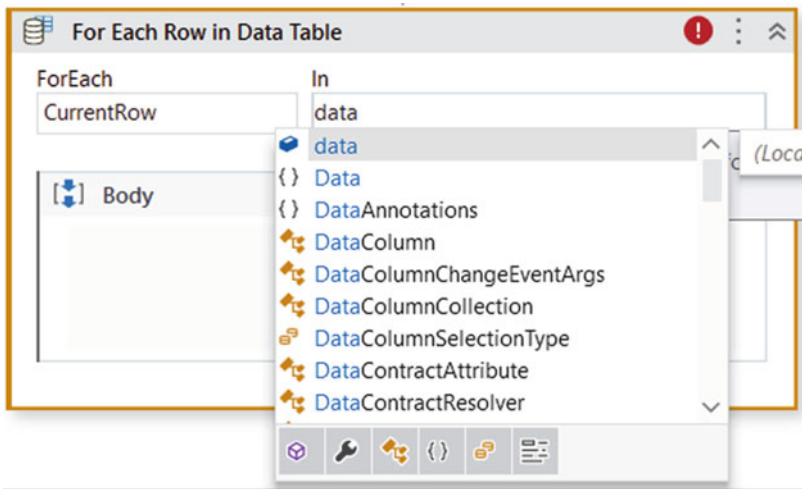 For Each Row in Data Table
ForEach
In
CurrentRow
data
data
(Loca
Data
Body
DataAnnotations
DataColumn
DataColumnChangeEventArgs
DataColumnCollection
DataColumnSelectionType
DataContractAttribute
DataContractResolver